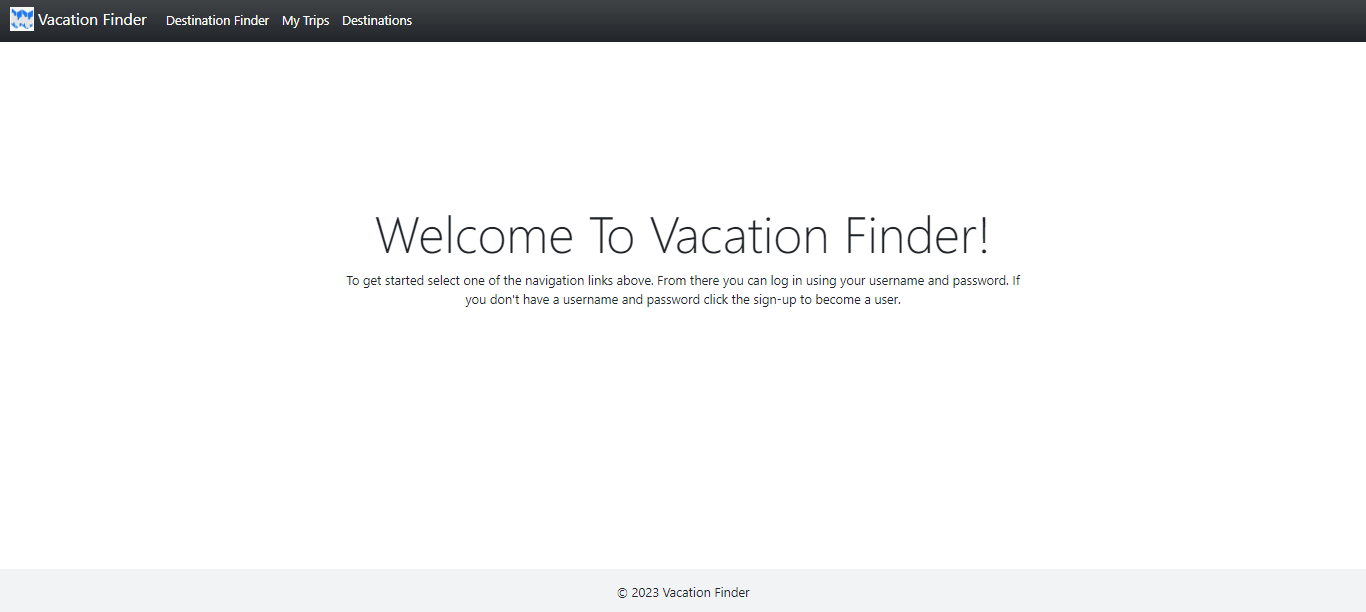 Vacation Finder Destination Finder My Trips Destinations
Welcome To Vacation Finder!
To get started select one of the navigation links above. From there you can log in using your username and password. If
you don't have a username and password click the sign-up to become a user.
© 2023 Vacation Finder